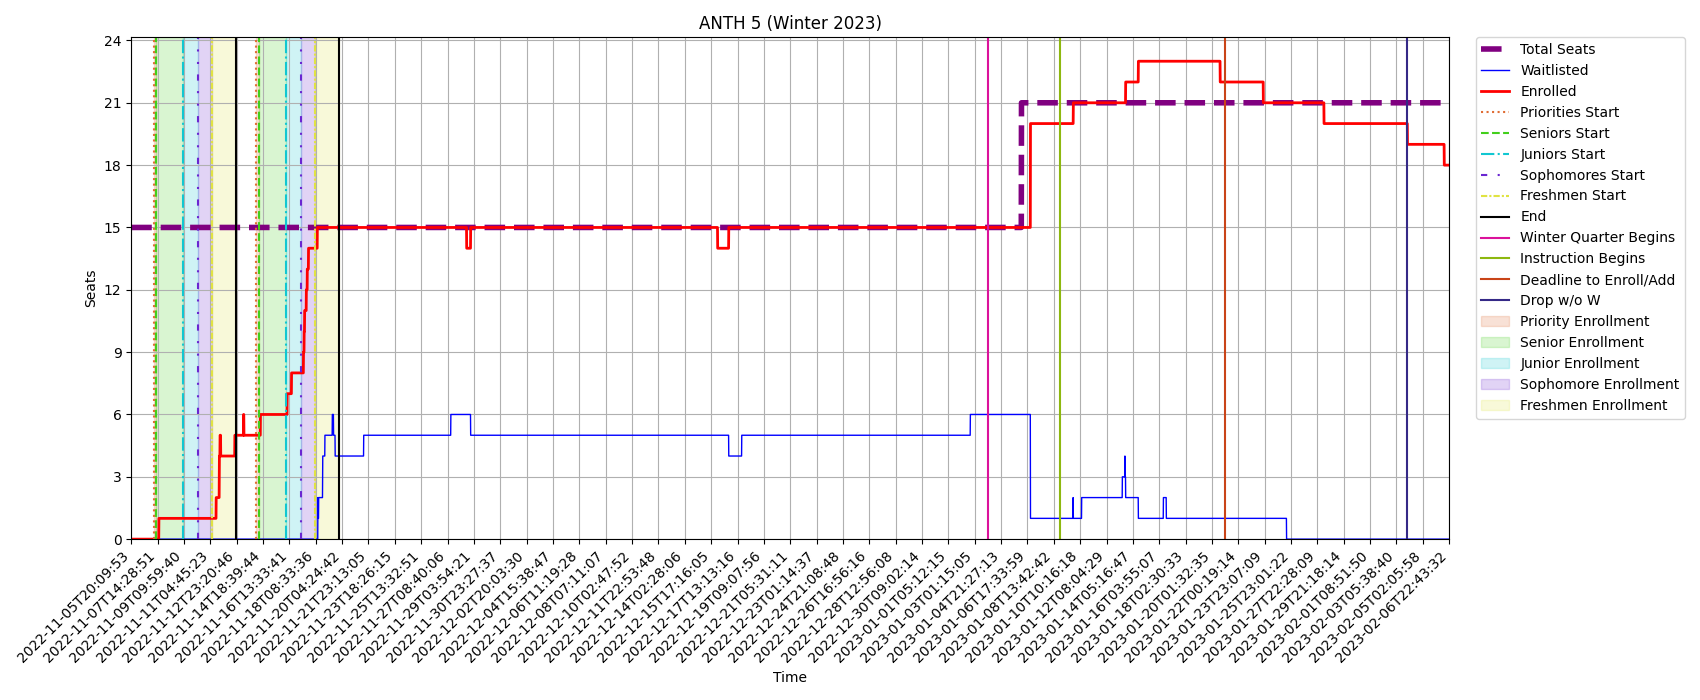 ANTH 5 (Winter 2023)
Seats
24
21
18
15
12
9
6
3
0
2022-11-05T20:09:53
2022-11-07T14:28:51
2022-11-09T09:59:40
2022-11-11T04:45:23
2022-11-12T23:20:46
2022-11-14T18:39:44
2022-11-16T13:33:41
2022-11-18T08:33:36
2022-11-20T04:24:42
2022-11-21T23:13:05
2022-11-23T18:26:15
2022-11-25T13:32:51
2022-11-27T08:40:06
2022-11-29T03:54:21
2022-11-30T23:27:37
2022-12-02T20:03:30
2022-12-04T15:38:47
2022-12-06T11:19:28
2022-12-08T07:11:07
2022-12-10T02:47:52
2022-12-11T22:53:48
2022-12-14T02:28:06
2022-12-15T17:16:05
2022-12-17T13:13:16
2022-12-19T09:07:56
2022-12-21T05:31:11
2022-12-23T01:14:37
2022-12-24T21:08:48
2022-12-26T16:56:16
2022-12-28T12:56:08
2022-12-30T09:02:14
2023-01-01T05:12:15
2023-01-03T01:15:05
2023-01-04T21:27:13
2023-01-06T17:33:59
2023-01-08T13:42:42
2023-01-10T10:16:18
2023-01-12T08:04:29
2023-01-14T05:16:47
2023-01-16T03:55:07
2023-01-18T02:30:33
2023-01-20T01:32:35
2023-01-22T00:19:14
2023-01-23T23:07:09
2023-01-25T23:01:22
2023-01-27T22:28:09
2023-01-29T21:18:14
2023-02-01T08:51:50
2023-02-03T05:38:40
2023-02-05T02:05:58
2023-02-06T22:43:32
Time
Total Seats
Waitlisted
Enrolled
Priorities Start
Seniors Start
Juniors Start
Sophomores Start
Freshmen Start
End
Winter Quarter Begins
Instruction Begins
Deadline to Enroll/Add
Drop w/o W
Priority Enrollment
Senior Enrollment
Junior Enrollment
Sophomore Enrollment
Freshmen Enrollment